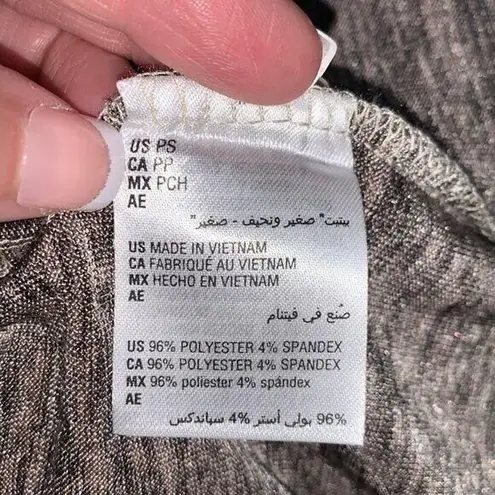 US PS
CA PP
MX PCH
AE
بيتيت" صغير ونحيف - صغير"
US MADE IN VIETNAM
CA FABRIQUÉ AU VIETNAM
MX HECHO EN VIETNAM
AE
صُنع في فيتنام
US 96% POLYESTER 4% SPANDEX
CA 96% POLYESTER 4% SPANDEX
MX 96% poliester 4% spándex
AE
96% بولي أستر 4% سباندكس